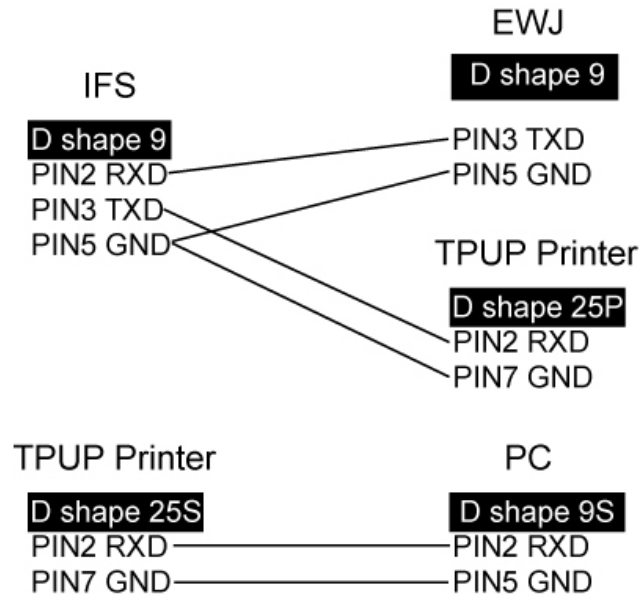 IFS
D shape 9
PIN2 RXD
PIN3 TXD
PIN5 GND
EWJ
D shape 9
PIN3 TXD
PIN5 GND
TPUP Printer
D shape 25P
PIN2 RXD
PIN7 GND
TPUP Printer
D shape 25S
PIN2 RXD
PIN7 GND
PC
D shape 9S
PIN2 RXD
PIN5 GND